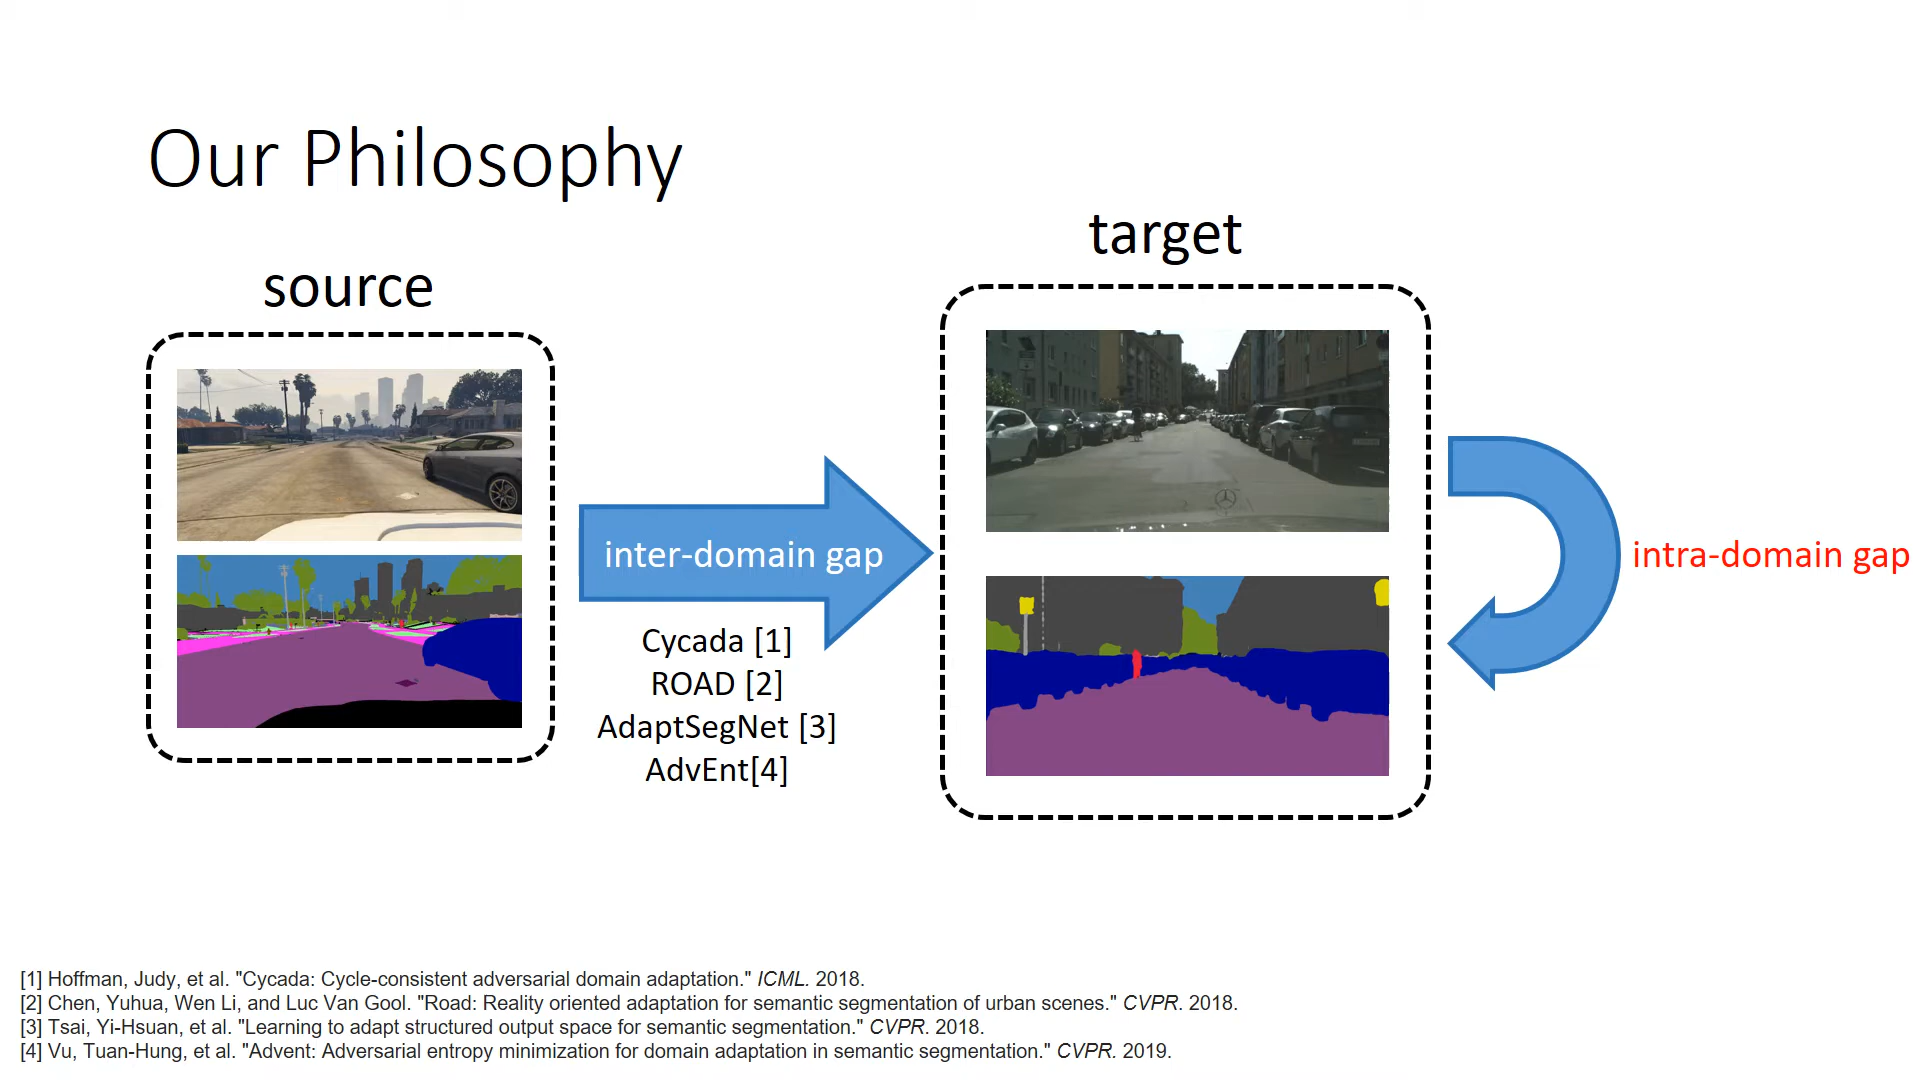 Our Philosophy
source
target
inter-domain gap
intra-domain gap
Cycada [1]
ROAD [2]
AdaptSegNet [3]
AdvEnt[4]
[1] Hoffman, Judy, et al. "Cycada: Cycle-consistent adversarial domain adaptation." ICML. 2018.
[2] Chen, Yuhua, Wen Li, and Luc Van Gool. "Road: Reality oriented adaptation for semantic segmentation of urban scenes." CVPR. 2018.
[3] Tsai, Yi-Hsuan, et al. "Learning to adapt structured output space for semantic segmentation." CVPR. 2018.
[4] Vu, Tuan-Hung, et al. "Advent: Adversarial entropy minimization for domain adaptation in semantic segmentation." CVPR. 2019.